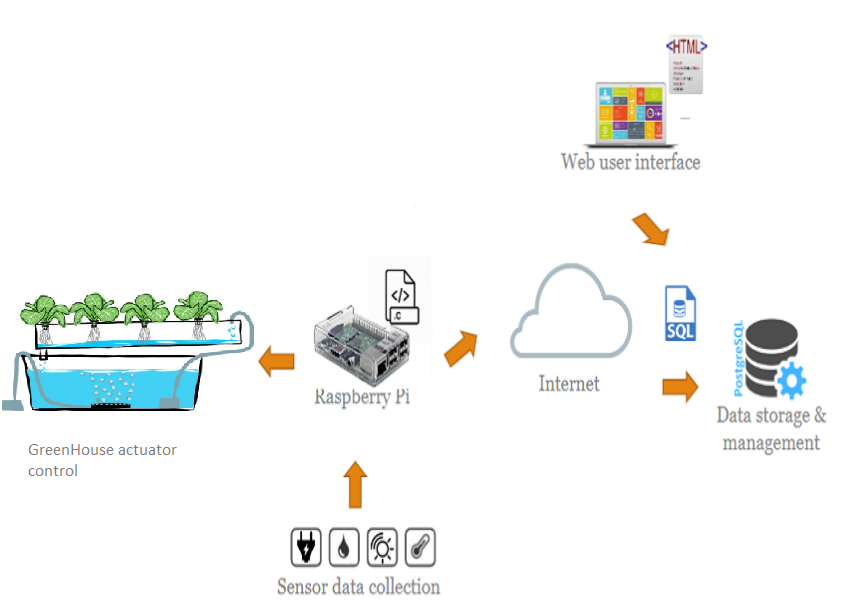 <HTML>
Web user interface
</>
.C
SQL
PostgreSQL
Raspberry Pi
Internet
Data storage &
management
GreenHouse actuator
control
Sensor data collection